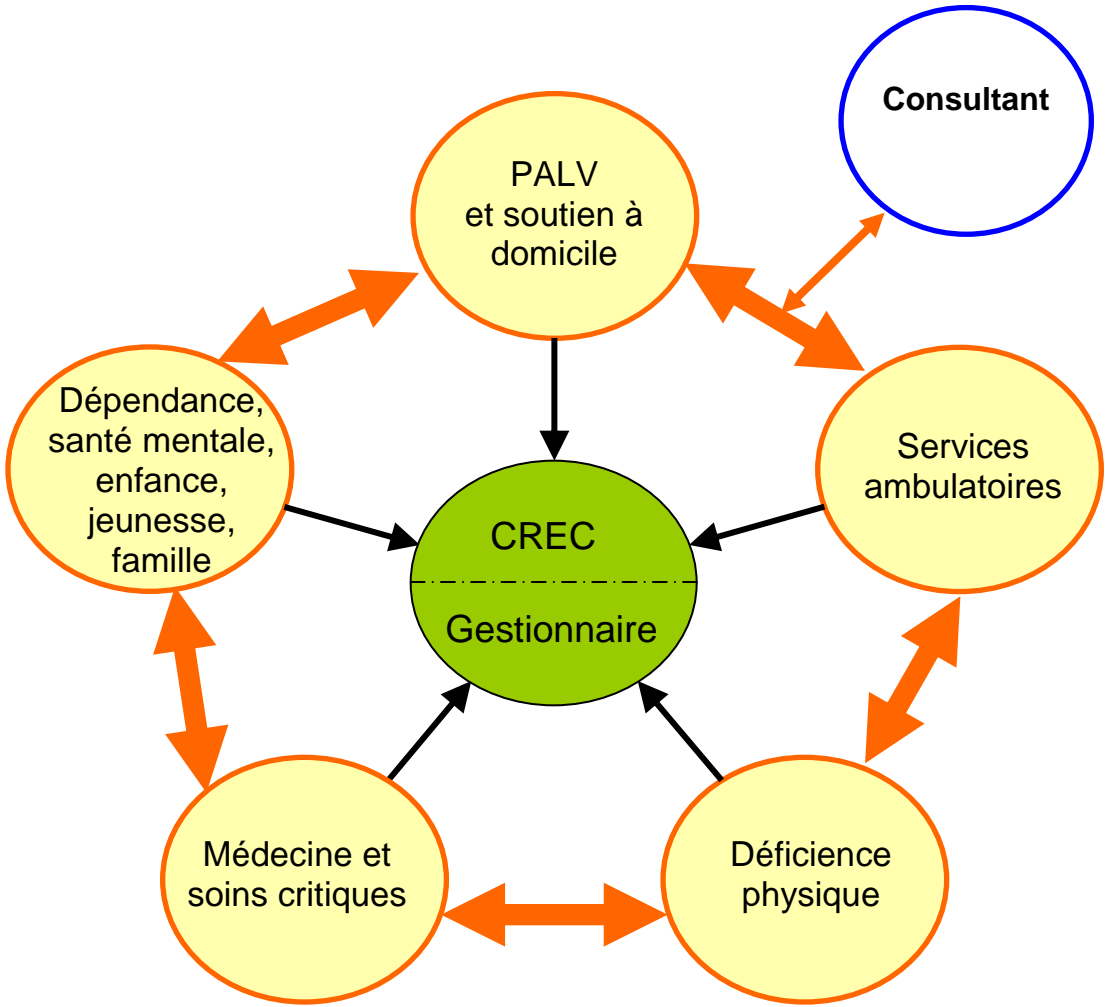 Consultant
PALV
et soutien à
domicile
Dépendance,
santé mentale,
enfance,
jeunesse,
famille
Services
ambulatoires
CREC
Gestionnaire
Médecine et
soins critiques
Déficience
physique